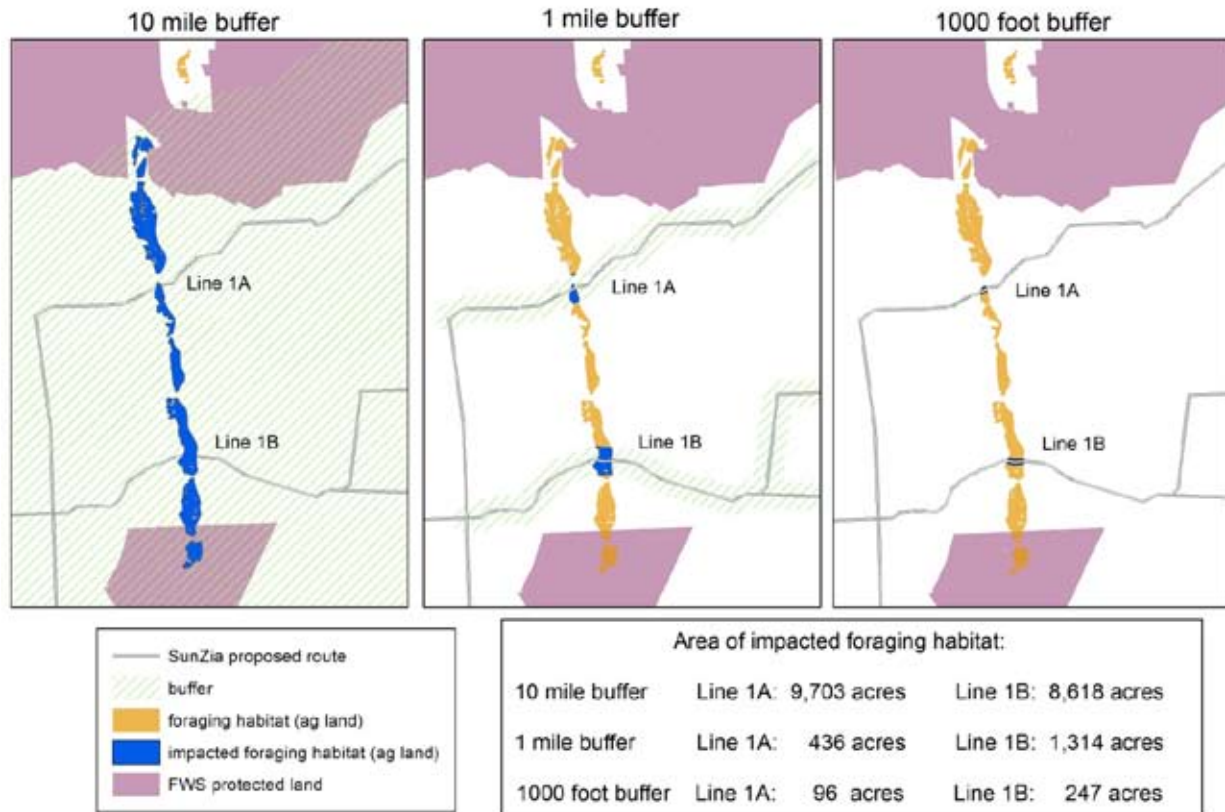 10 mile buffer
1 mile buffer
1000 foot buffer
Line 1A
Line 1B
Line 1A
Line 1B
Line 1A
Line 1B
SunZia proposed route
buffer
foraging habitat (ag land)
impacted foraging habitat (ag land)
FWS protected land
Area of impacted foraging habitat:
10 mile buffer Line 1A: 9,703 acres Line 1B: 8,618 acres
1 mile buffer Line 1A: 436 acres Line 1B: 1,314 acres
1000 foot buffer Line 1A: 96 acres Line 1B: 247 acres